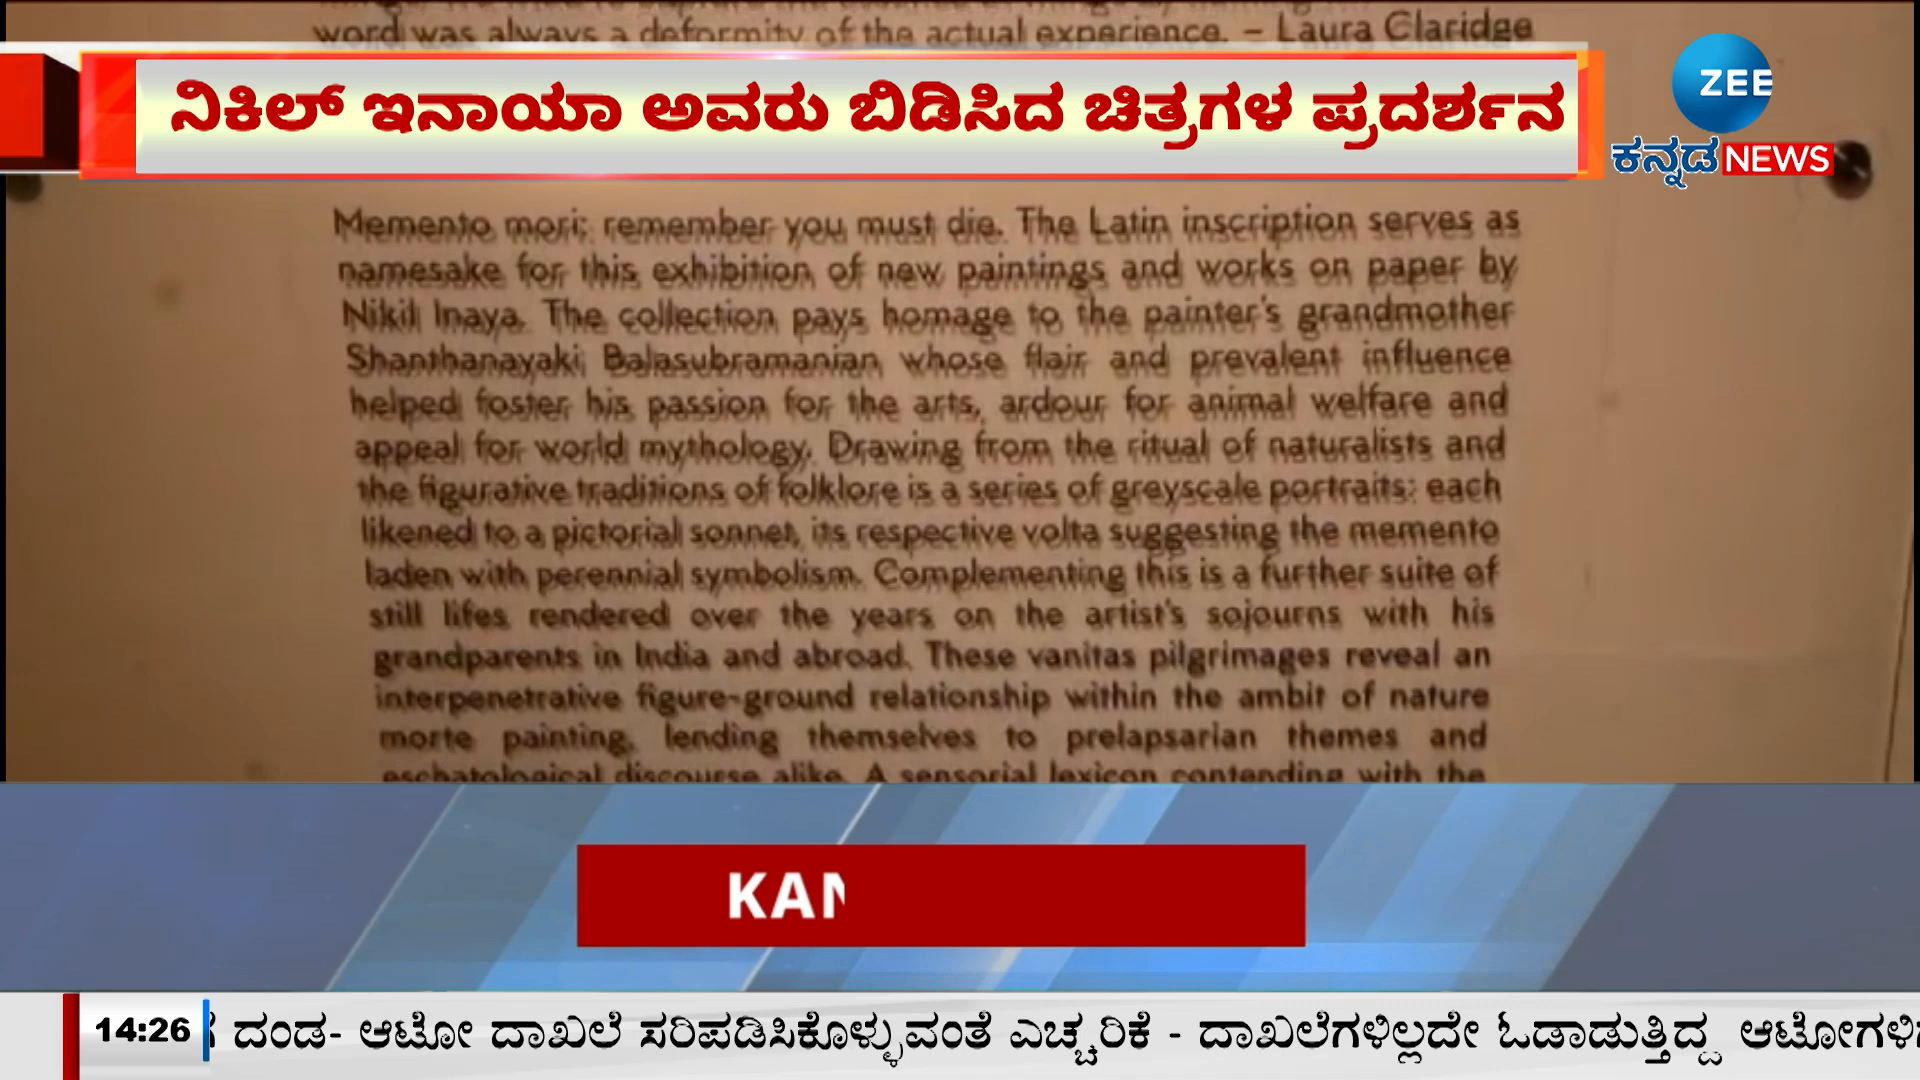 word was always a deformity of the actual experience. – Laura Claridge
ನಿಕಿಲ್ ಇನಾಯಾ ಅವರು ಬಿಡಿಸಿದ ಚಿತ್ರಗಳ ಪ್ರದರ್ಶನ
ZEE
ಕನ್ನಡ NEWS
Memento mori: remember you must die. The Latin inscription serves as
namesake for this exhibition of new paintings and works on paper by
Nikil Inaya. The collection pays homage to the painter's grandmother
Shanthanayaki Balasubramanian whose flair and prevalent influence
helped foster his passion for the arts, ardour for animal welfare and
appeal for world mythology. Drawing from the ritual of naturalists and
the figurative traditions of folklore is a series of greyscale portraits: each
likened to a pictorial sonnet, its respective volta suggesting the memento
laden with perennial symbolism. Complementing this is a further suite of
still lifes rendered over the years on the artist's sojourns with his
grandparents in India and abroad. These vanitas pilgrimages reveal an
interpenetrative figure-ground relationship within the ambit of nature
morte painting, lending themselves to prelapsarian themes and
eschatological discourse alike. A sensorial lexicon contending with the
KAN
14:26 ದಂಡ- ಆಟೋ ದಾಖಲೆ ಸರಿಪಡಿಸಿಕೊಳ್ಳುವಂತೆ ಎಚ್ಚರಿಕೆ - ದಾಖಲೆಗಳಿಲ್ಲದೇ ಓಡಾಡುತ್ತಿದ್ದ